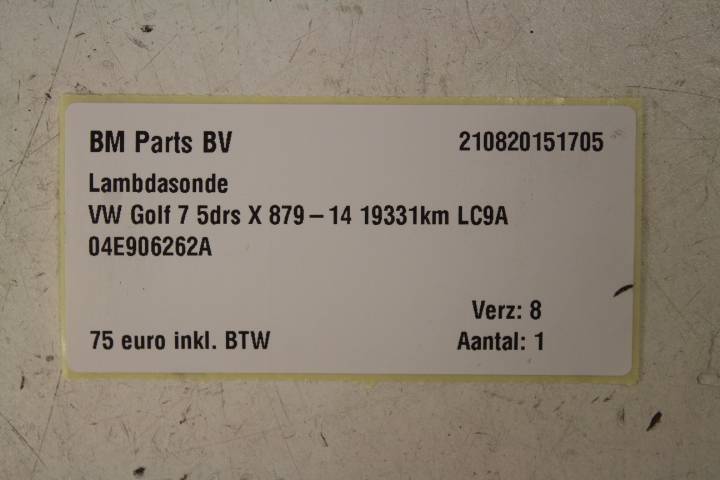 BM Parts BV 210820151705
Lambdasonde
VW Golf 7 5drs X 879-14 19331km LC9A
04E906262A
Verz: 8
75 euro inkl. BTW Aantal: 1